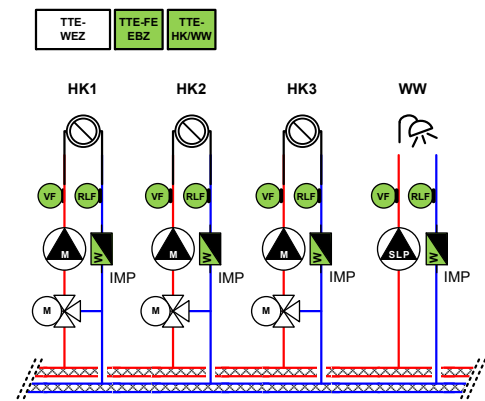 TTE-
WEZ
TTE-FE
EBZ
TTE-
HK/WW
HK1 HK2 HK3 WW
VF RLF VF RLF VF RLF VF RLF
M W M W M W SLP W
IMP IMP IMP IMP
M M M